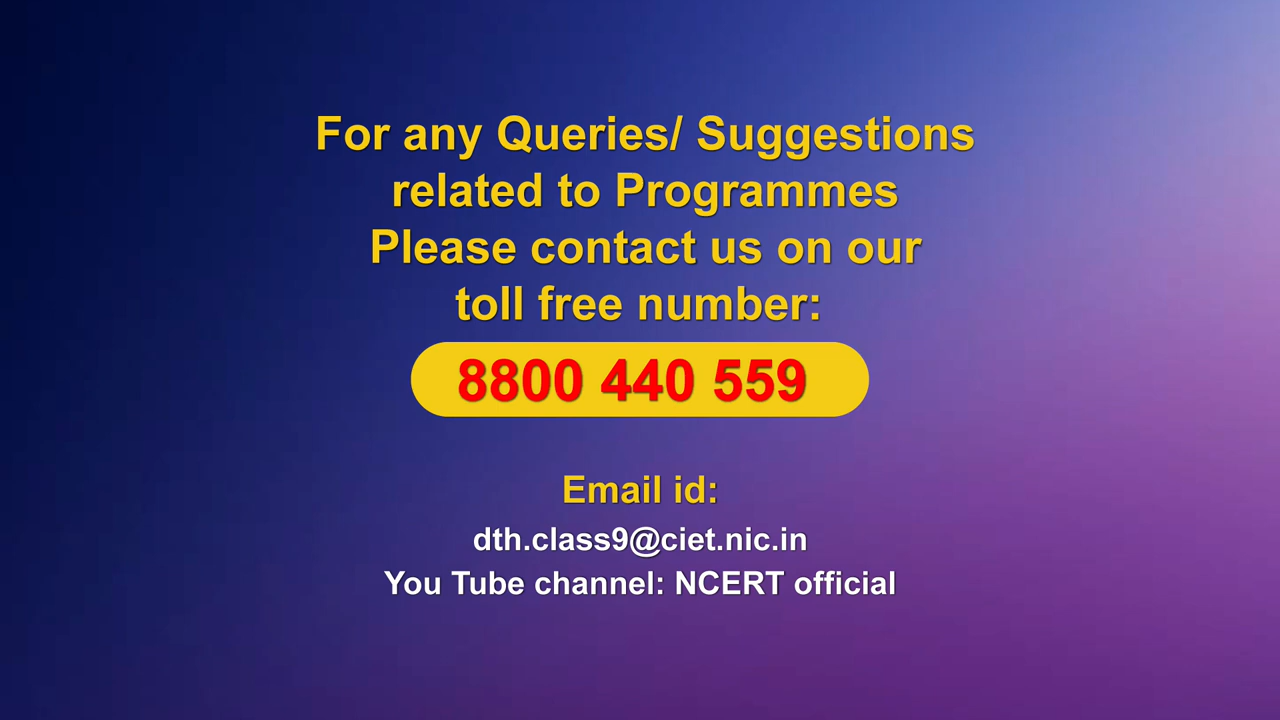 For any Queries/ Suggestions
related to Programmes
Please contact us on our
toll free number:
8800 440 559
Email id:
dth.class9@ciet.nic.in
You Tube channel: NCERT official